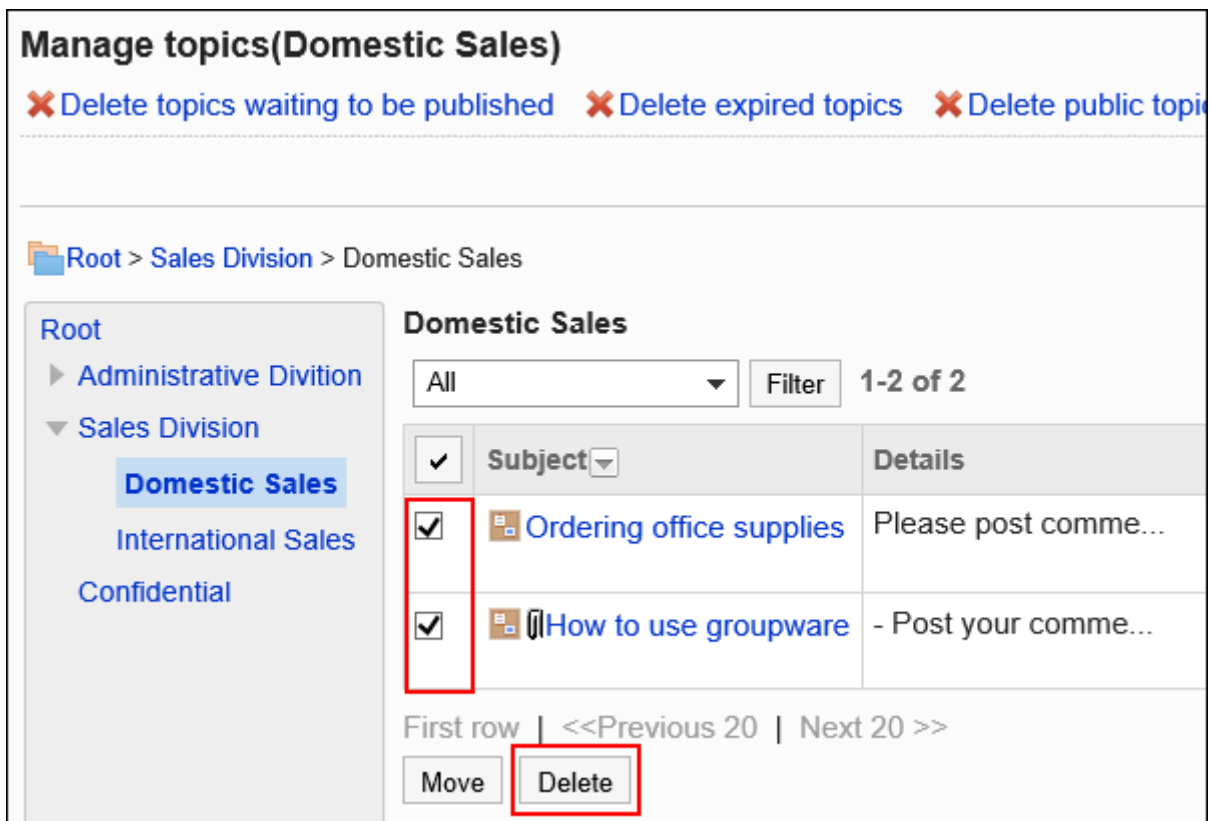 Manage topics(Domestic Sales)
Delete topics waiting to be published Delete expired topics Delete public topi
Root > Sales Division > Domestic Sales
Root
Administrative Divition
Sales Division
Domestic Sales
International Sales
Confidential
Domestic Sales
All Filter 1-2 of 2
Subject Details
Ordering office supplies Please post comme...
How to use groupware - Post your comme...
First row | <<Previous 20 | Next 20 >>
Move Delete